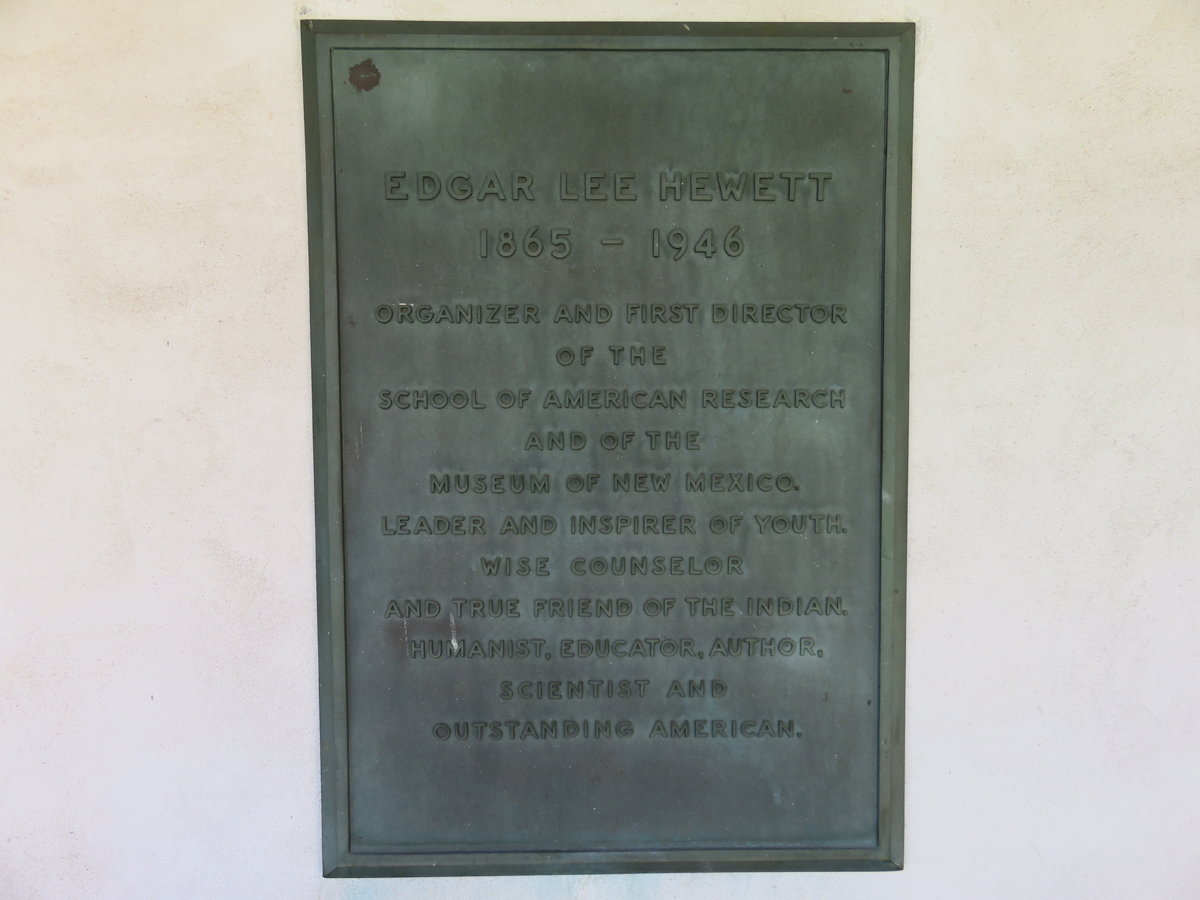 EDGAR LEE HEWETT
1865 – 1946
ORGANIZER AND FIRST DIRECTOR
OF THE
SCHOOL OF AMERICAN RESEARCH
AND OF THE
MUSEUM OF NEW MEXICO.
LEADER AND INSPIRER OF YOUTH.
WISE COUNSELOR
AND TRUE FRIEND OF THE INDIAN.
HUMANIST, EDUCATOR, AUTHOR,
SCIENTIST AND
OUTSTANDING AMERICAN.